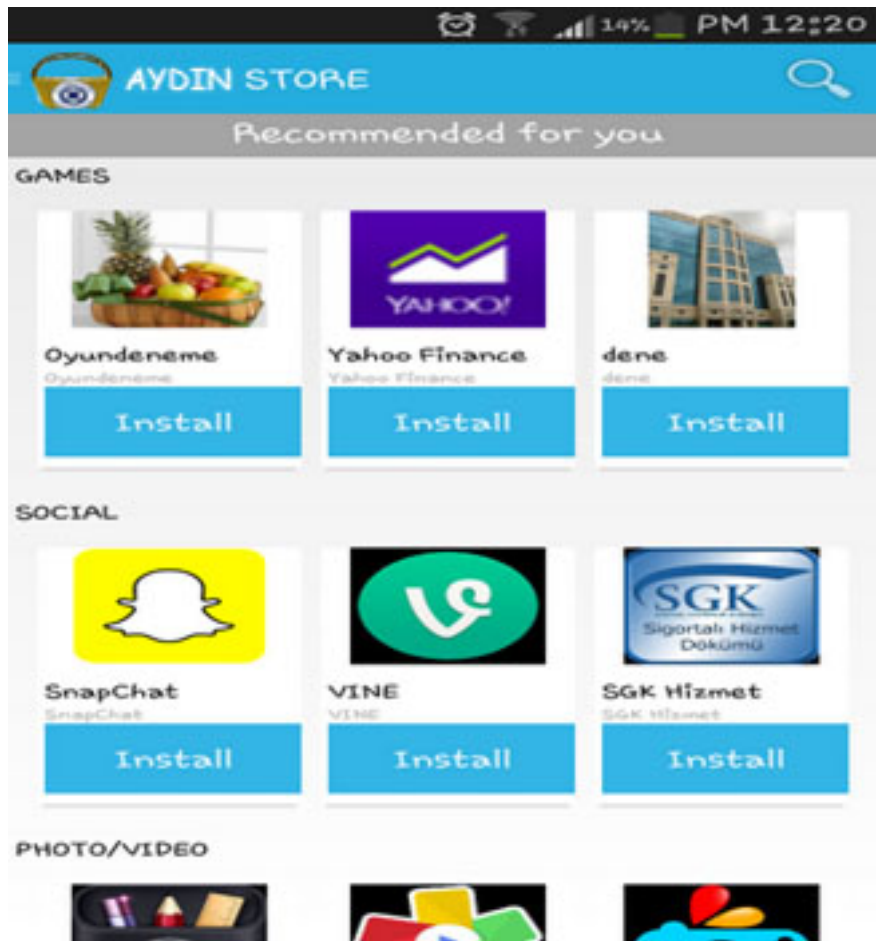 14% PM 12:20
AYDIN STORE
Recommended for you
GAMES
YAHOO!
Oyundeneme Yahoo Finance dene
Oyundeneme Yahoo Finance dene
Install Install Install
SOCIAL
SGK
Sigortalı Hizmet
Dökümü
SnapChat VINE SGK Hizmet
SnapChat VINE SGK Hizmet
Install Install Install
PHOTO/VIDEO